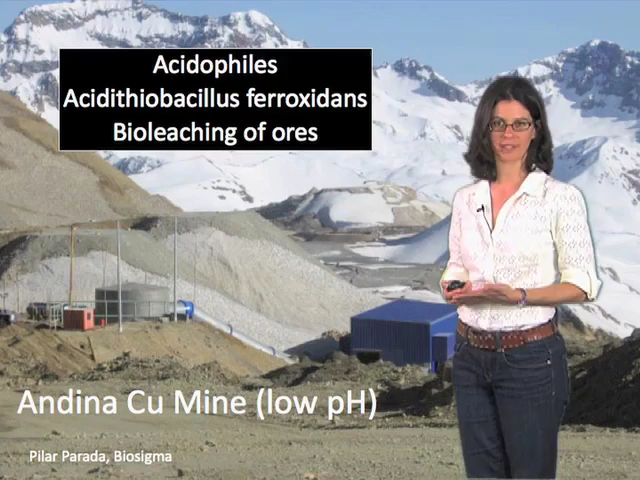 Acidophiles
Acidithiobacillus ferroxidans
Bioleaching of ores
Andina Cu Mine (low pH)
Pilar Parada, Biosigma